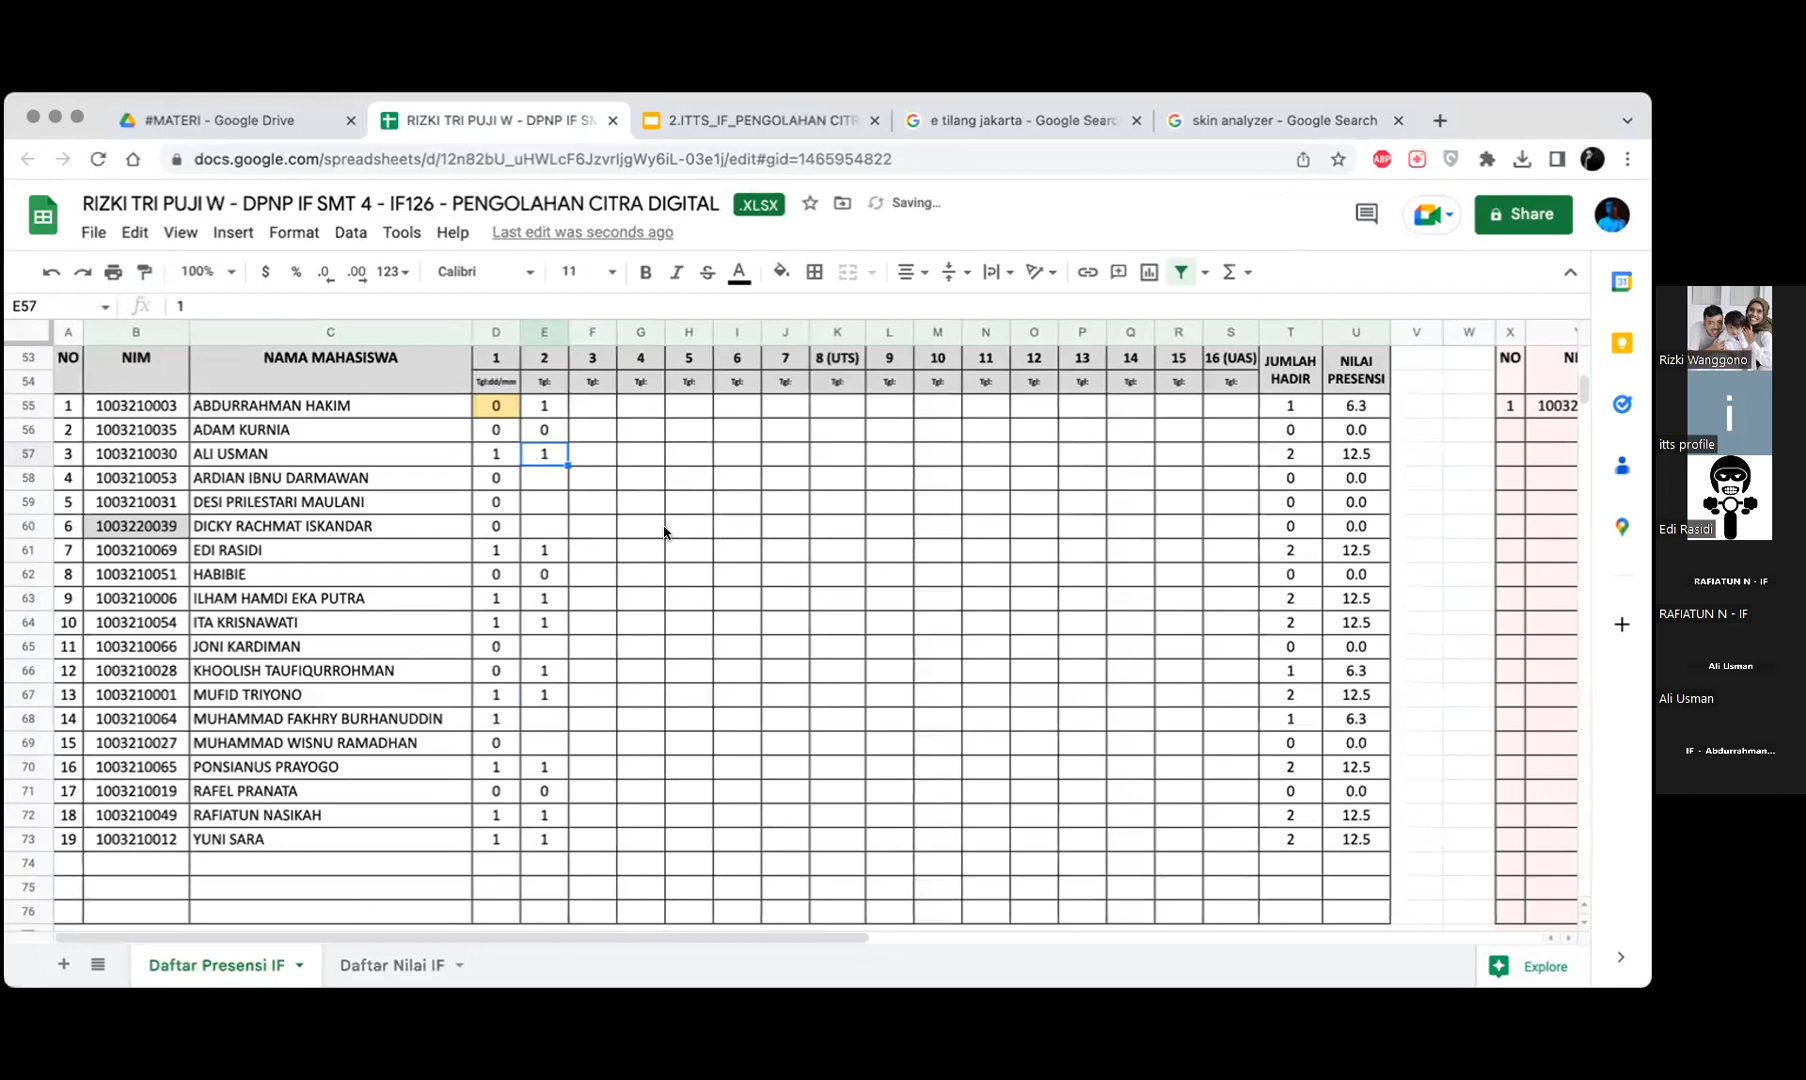 #MATERI - Google Drive
RIZKI TRI PUJI W - DPNP IF SM
2.ITTS_IF_PENGOLAHAN CITR
e tilang jakarta - Google Searc
skin analyzer - Google Search
docs.google.com/spreadsheets/d/12n82bU_uHWLcF6JzvrIjgWy6iL-03e1j/edit#gid=1465954822
ABP
RIZKI TRI PUJI W - DPNP IF SMT 4 - IF126 - PENGOLAHAN CITRA DIGITAL .XLSX Saving...
File Edit View Insert Format Data Tools Help Last edit was seconds ago
Share
100% $ % .0 .00 123 Calibri 11 B I S A Σ
E57 fx 1
A B C D E F G H I J K L M N O P Q R S T U V W X Y
53 NO NIM NAMA MAHASISWA 1 2 3 4 5 6 7 8 (UTS) 9 10 11 12 13 14 15 16 (UAS) JUMLAH HADIR NILAI PRESENSI NO NI
54 Tgl:dd/mm Tgl: Tgl: Tgl: Tgl: Tgl: Tgl: Tgl: Tgl: Tgl: Tgl: Tgl: Tgl: Tgl: Tgl: Tgl:
55 1 1003210003 ABDURRAHMAN HAKIM 0 1 1 6.3 1 10032
56 2 1003210035 ADAM KURNIA 0 0 0 0.0
57 3 1003210030 ALI USMAN 1 1 2 12.5
58 4 1003210053 ARDIAN IBNU DARMAWAN 0 0 0.0
59 5 1003210031 DESI PRILESTARI MAULANI 0 0 0.0
60 6 1003220039 DICKY RACHMAT ISKANDAR 0 0 0.0
61 7 1003210069 EDI RASIDI 1 1 2 12.5
62 8 1003210051 HABIBIE 0 0 0 0.0
63 9 1003210006 ILHAM HAMDI EKA PUTRA 1 1 2 12.5
64 10 1003210054 ITA KRISNAWATI 1 1 2 12.5
65 11 1003210066 JONI KARDIMAN 0 0 0.0
66 12 1003210028 KHOOLISH TAUFIQURROHMAN 0 1 1 6.3
67 13 1003210001 MUFID TRIYONO 1 1 2 12.5
68 14 1003210064 MUHAMMAD FAKHRY BURHANUDDIN 1 1 6.3
69 15 1003210027 MUHAMMAD WISNU RAMADHAN 0 0 0.0
70 16 1003210065 PONSIANUS PRAYOGO 1 1 2 12.5
71 17 1003210019 RAFEL PRANATA 0 0 0 0.0
72 18 1003210049 RAFIATUN NASIKAH 1 1 2 12.5
73 19 1003210012 YUNI SARA 1 1 2 12.5
74
75
76
Daftar Presensi IF Daftar Nilai IF Explore
31
Rizki Wanggono
i
itts profile
Edi Rasidi
RAFIATUN N - IF
RAFIATUN N - IF
Ali Usman
Ali Usman
IF - Abdurrahman...